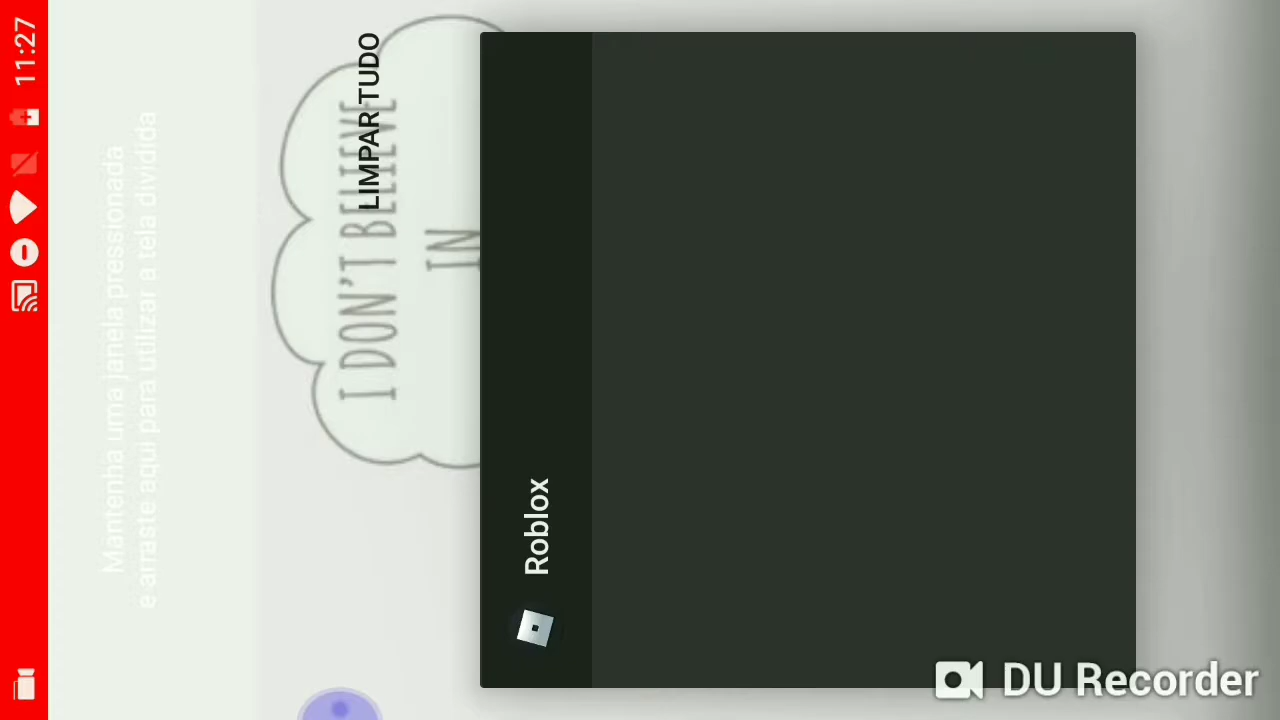 11:27
Mantenha uma janela pressionada
e arraste aqui para utilizar a tela dividida
LIMPAR TUDO
I DON'T BELIEVE
IN
Roblox
DU Recorder